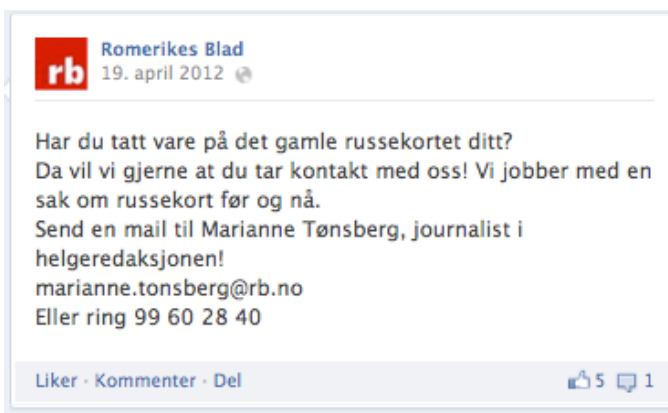 rb
Romerikes Blad
19. april 2012
Har du tatt vare på det gamle russekortet ditt?
Da vil vi gjerne at du tar kontakt med oss! Vi jobber med en
sak om russekort før og nå.
Send en mail til Marianne Tønsberg, journalist i
helgeredaksjonen!
marianne.tonsberg@rb.no
Eller ring 99 60 28 40
Liker · Kommenter · Del 5 1